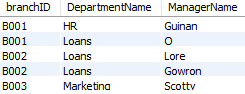 branchID DepartmentName ManagerName
B001 HR Guinan
B001 Loans O
B002 Loans Lore
B002 Loans Gowron
B003 Marketing Scotty